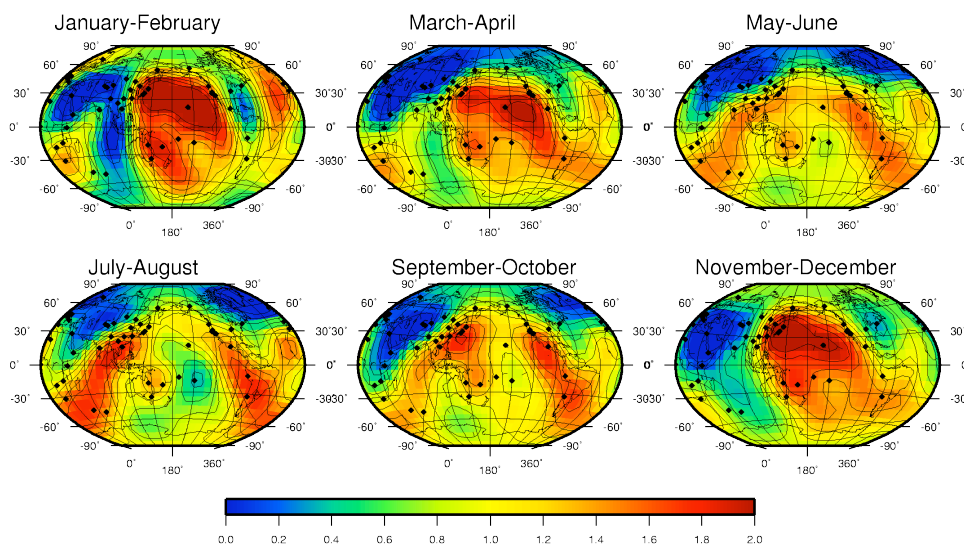 January-February
March-April
May-June
90˚ 90˚ 90˚ 90˚ 90˚ 90˚
60˚ 60˚ 60˚ 60˚ 60˚ 60˚
30˚ 30˚30˚ 30˚30˚ 30˚
0˚ 0˚ 0˚ 0˚
-30˚ -30 -30
-60˚ -60˚ -60˚ -60˚ -60˚ -60˚
-90˚ -90˚ -90˚ -90˚ -90˚ -90˚
0˚ 360˚ 0˚ 360˚ 0˚ 360˚
180˚ 180˚ 180˚
July-August
September-October
November-December
90˚ 90˚ 90˚ 90˚ 90˚ 90˚
60˚ 60˚ 60˚ 60˚ 60˚ 60˚
30˚ 30˚30˚ 30˚30˚ 30˚
0˚ 0˚ 0˚ 0˚
-30˚ -30 -30
-60˚ -60˚ -60˚ -60˚ -60˚ -60˚
-90˚ -90˚ -90˚ -90˚ -90˚ -90˚
0˚ 360˚ 0˚ 360˚ 0˚ 360˚
180˚ 180˚ 180˚
0.0 0.2 0.4 0.6 0.8 1.0 1.2 1.4 1.6 1.8 2.0